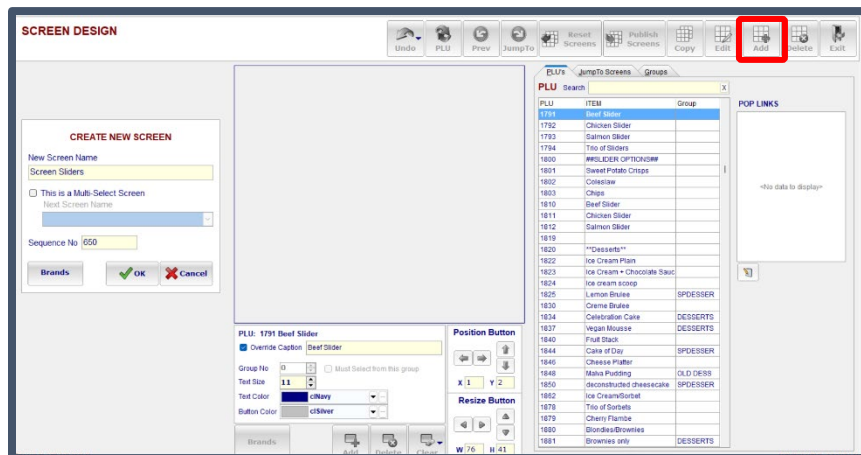 SCREEN DESIGN
Undo
PLU
Prev
JumpTo
Reset Screens
Publish Screens
Copy
Edit
Add
Delete
Exit
CREATE NEW SCREEN
New Screen Name
Screen Sliders
This is a Multi-Select Screen
Next Screen Name
Sequence No 650
Brands
OK
Cancel
PLU: 1791 Beef Slider
Override Caption Beef Slider
Group No 0 Must Select from this group
Text Size 11
Text Color clNavy
Button Color clSilver
Brands
Add
Delete
Clear
Position Button
X 1 Y 2
Resize Button
W 76 H 41
PLU's JumpTo Screens Groups
PLU Search X
PLU ITEM Group
1791 Beef Slider
1792 Chicken Slider
1793 Salmon Slider
1794 Trio of Sliders
1800 ##SLIDER OPTIONS##
1801 Sweet Potato Crisps
1802 Coleslaw
1803 Chips
1810 Beef Slider
1811 Chicken Slider
1812 Salmon Slider
1819
1820 **Desserts**
1822 Ice Cream Plain
1823 Ice Cream + Chocolate Sauc
1824 Ice cream scoop
1825 Lemon Brulee SPDESSER
1830 Creme Brulee
1834 Celebration Cake DESSERTS
1837 Vegan Mousse DESSERTS
1840 Fruit Stack
1844 Cake of Day SPDESSER
1846 Cheese Platter
1848 Malva Pudding OLD DESS
1850 deconstructed cheesecake SPDESSER
1862 Ice Cream/Sorbet
1878 Trio of Sorbets
1879 Cherry Flambe
1880 Blondies/Brownies
1881 Brownies only DESSERTS
POP LINKS
<No data to display>